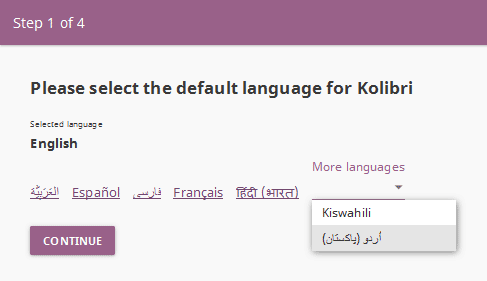 Step 1 of 4
Please select the default language for Kolibri
Selected language
English
More languages
العَرَبِيَّة Español فارسی Français हिंदी (भारत)
Kiswahili
اُردو (پاکستان)
CONTINUE